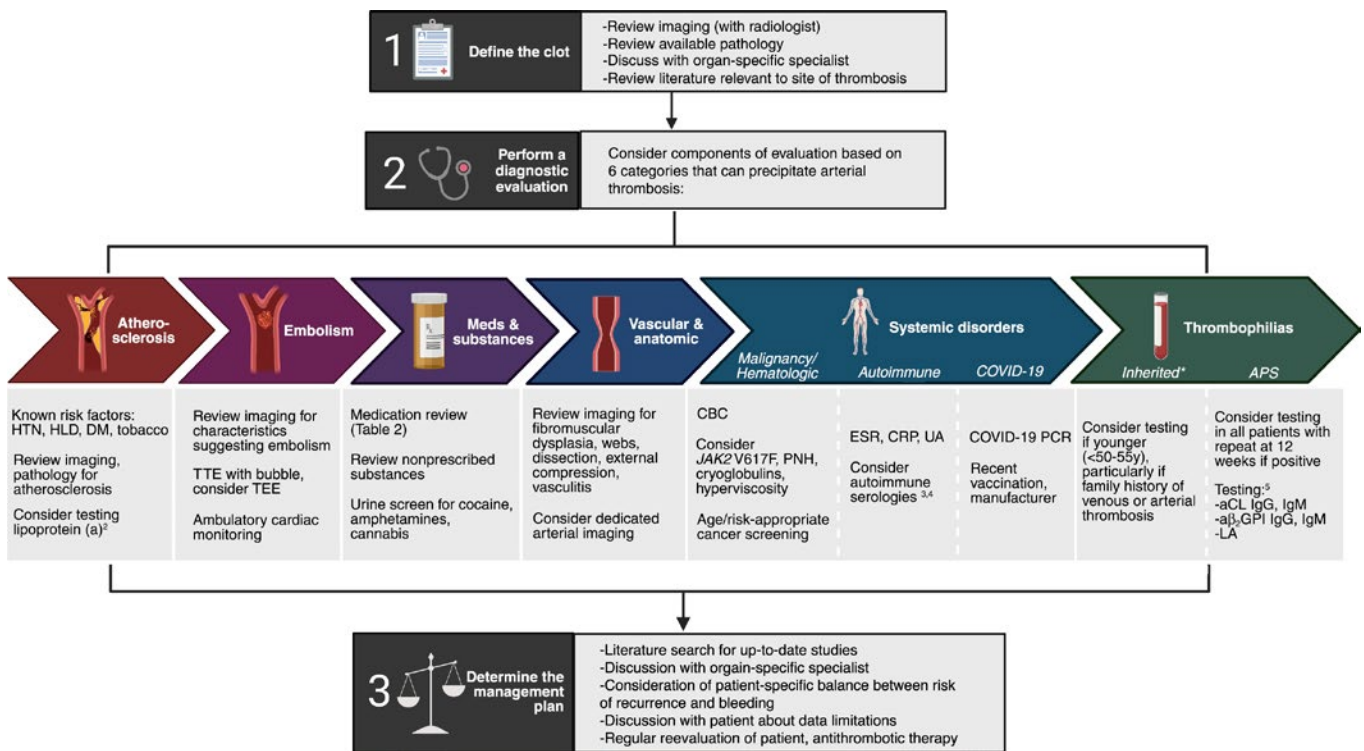 1
Define the clot
-Review imaging (with radiologist)
-Review available pathology
-Discuss with organ-specific specialist
-Review literature relevant to site of thrombosis
2
Perform a
diagnostic
evaluation
Consider components of evaluation based on
6 categories that can precipitate arterial
thrombosis:
Athero-
sclerosis
Known risk factors:
HTN, HLD, DM, tobacco
Review imaging,
pathology for
atherosclerosis
Consider testing
lipoprotein (a)²
Embolism
Review imaging for
characteristics
suggesting embolism
TTE with bubble,
consider TEE
Ambulatory cardiac
monitoring
Meds &
substances
Medication review
(Table 2)
Review nonprescribed
substances
Urine screen for cocaine,
amphetamines,
cannabis
Vascular &
anatomic
Review imaging for
fibromuscular
dysplasia, webs,
dissection, external
compression,
vasculitis
Consider dedicated
arterial imaging
Systemic disorders
Malignancy/
Hematologic
CBC
Consider
JAK2 V617F, PNH,
cryoglobulins,
hyperviscosity
Age/risk-appropriate
cancer screening
Autoimmune
ESR, CRP, UA
Consider
autoimmune
serologies ³,⁴
COVID-19
COVID-19 PCR
Recent
vaccination,
manufacturer
Thrombophilias
Inherited*
Consider testing
if younger
(<50-55y),
particularly if
family history of
venous or arterial
thrombosis
APS
Consider testing
in all patients with
repeat at 12
weeks if positive
Testing:⁵
-aCL IgG, IgM
-aβ₂GPI IgG, IgM
-LA
3
Determine the
management
plan
-Literature search for up-to-date studies
-Discussion with orgain-specific specialist
-Consideration of patient-specific balance between risk
of recurrence and bleeding
-Discussion with patient about data limitations
-Regular reevaluation of patient, antithrombotic therapy